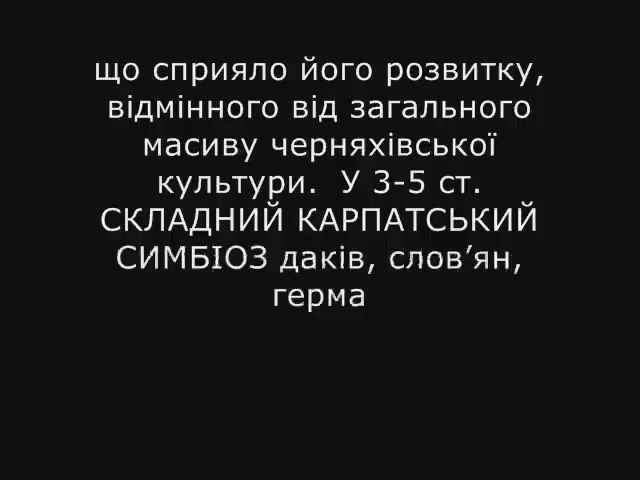 що сприяло його розвитку,
відмінного від загального
масиву черняхівської
культури.  У 3-5 ст.
СКЛАДНИЙ КАРПАТСЬКИЙ
СИМБІОЗ даків, слов’ян,
герма